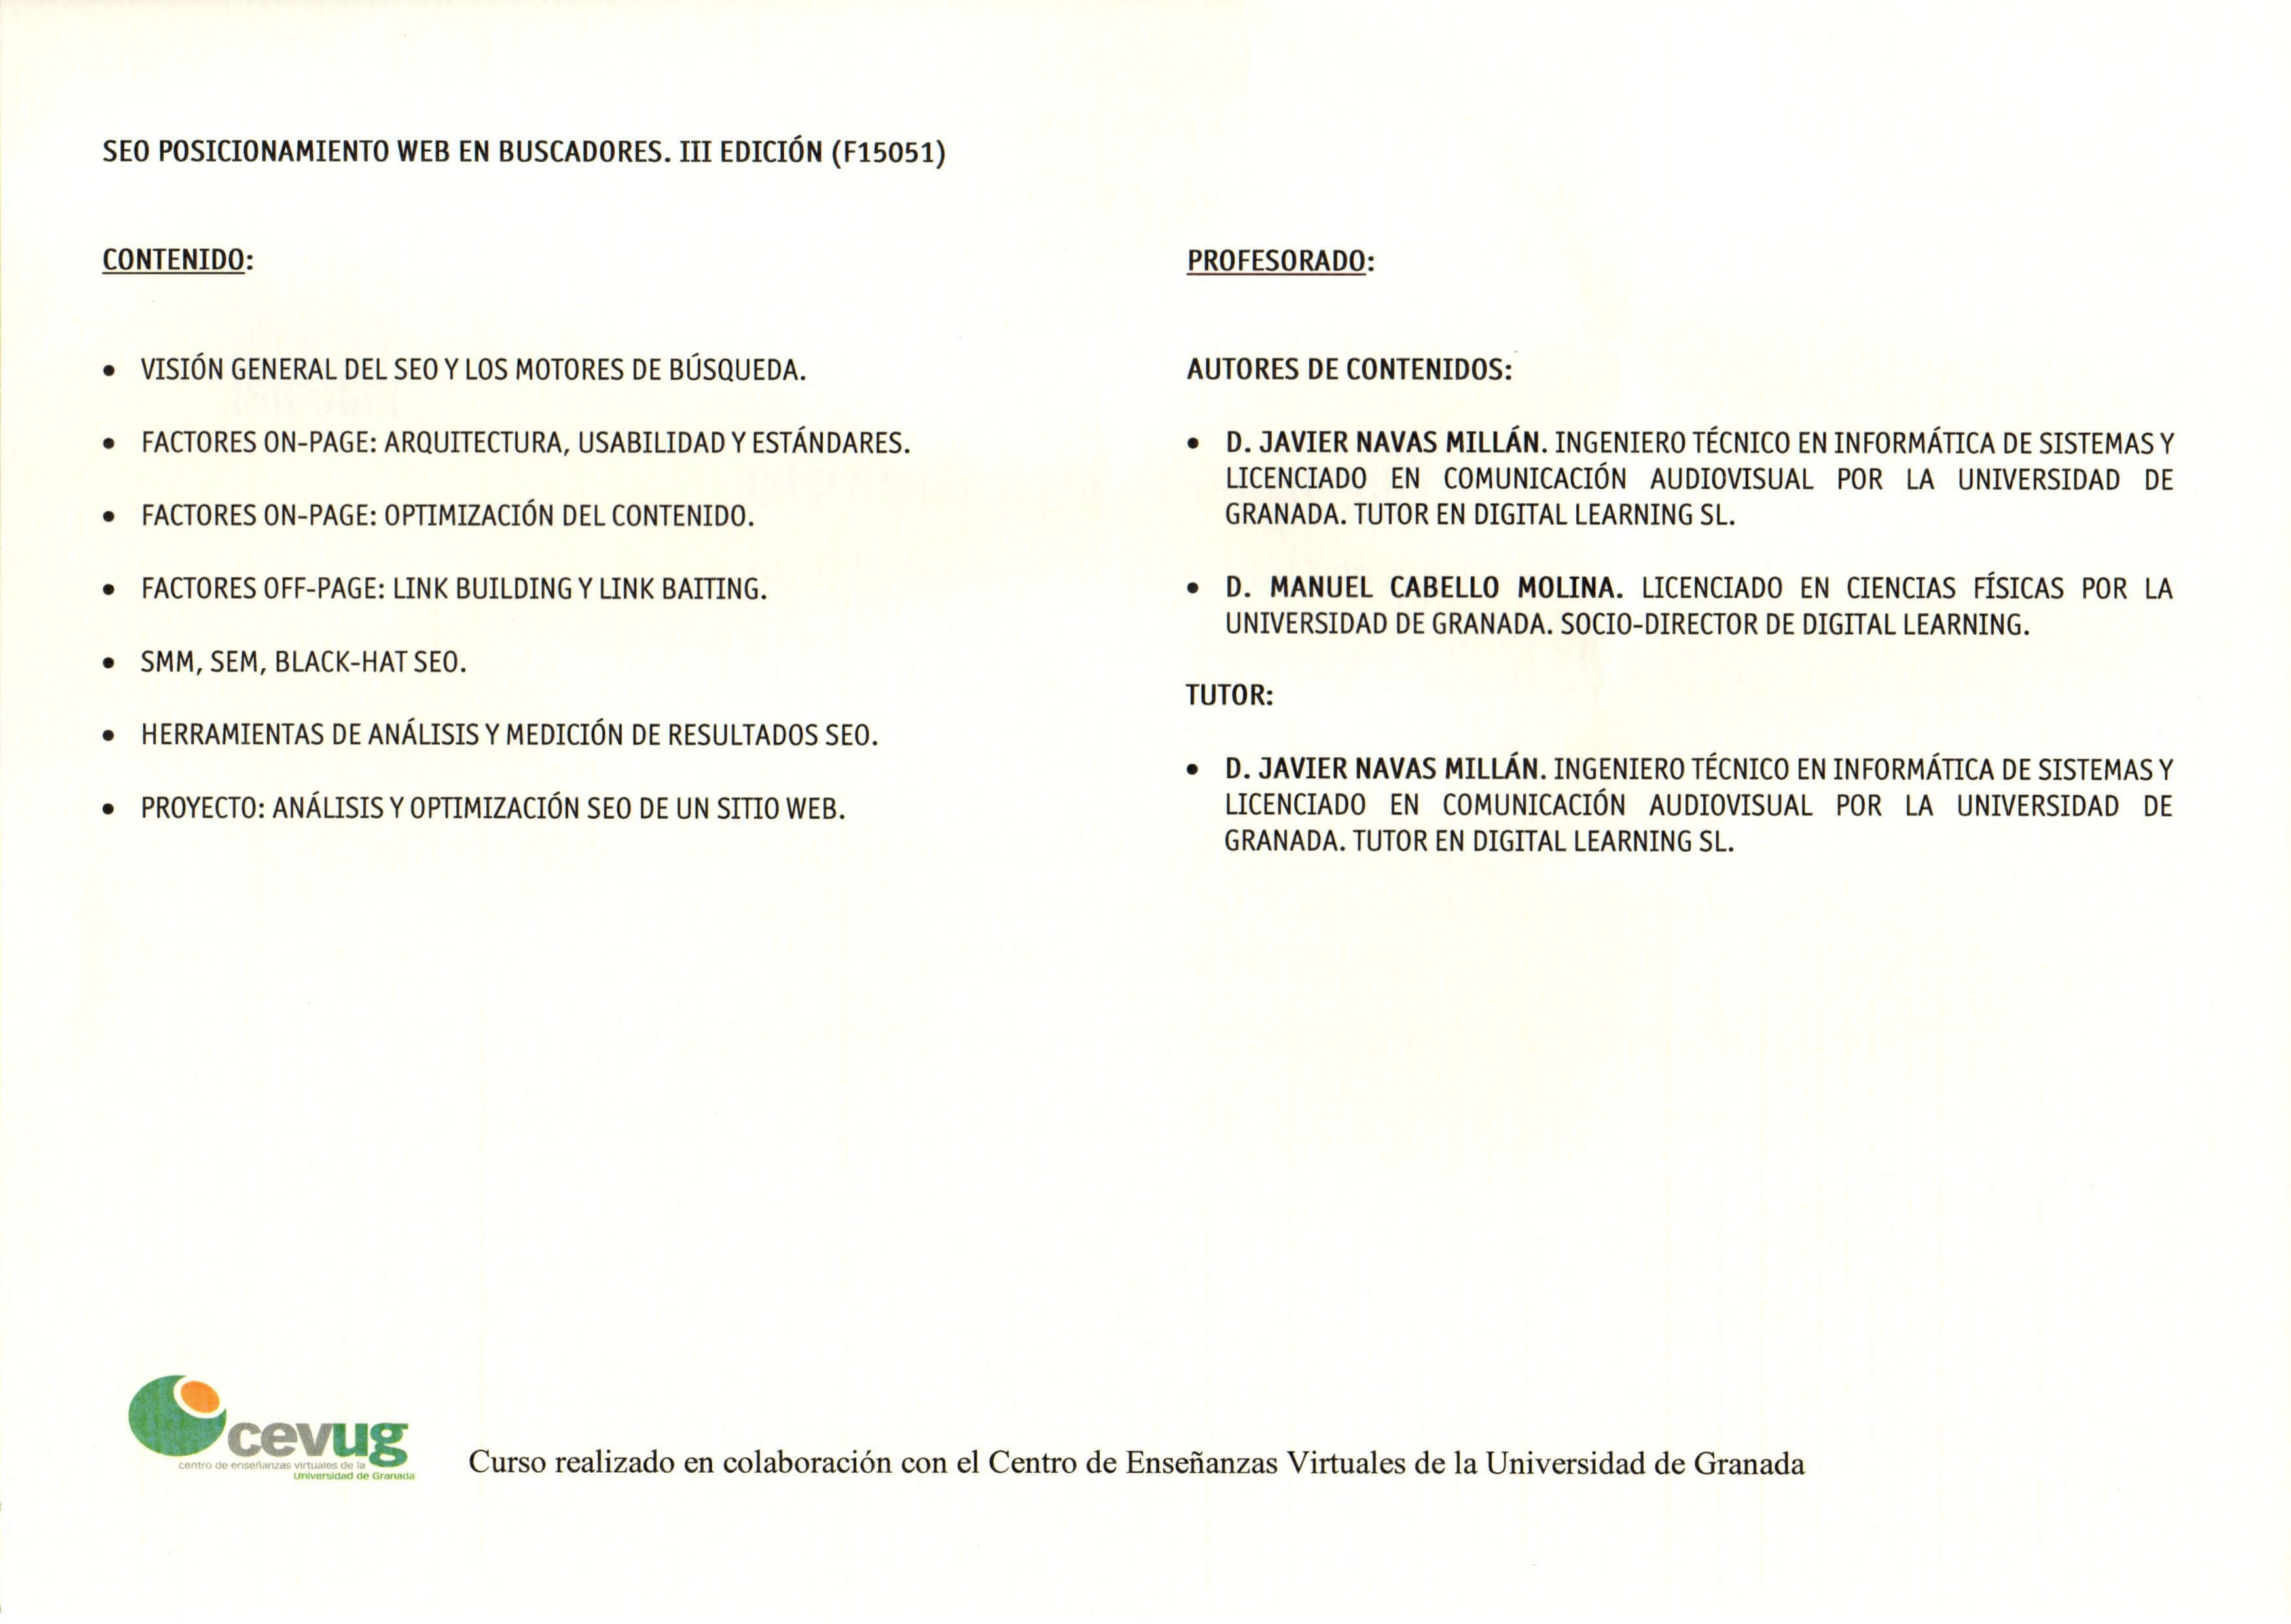 SEO POSICIONAMIENTO WEB EN BUSCADORES. III EDICIÓN (F15051)
CONTENIDO:
• VISIÓN GENERAL DEL SEO Y LOS MOTORES DE BÚSQUEDA.
• FACTORES ON-PAGE: ARQUITECTURA, USABILIDAD Y ESTÁNDARES.
• FACTORES ON-PAGE: OPTIMIZACIÓN DEL CONTENIDO.
• FACTORES OFF-PAGE: LINK BUILDING Y LINK BAITING.
• SMM, SEM, BLACK-HAT SEO.
• HERRAMIENTAS DE ANÁLISIS Y MEDICIÓN DE RESULTADOS SEO.
• PROYECTO: ANÁLISIS Y OPTIMIZACIÓN SEO DE UN SITIO WEB.
PROFESORADO:
AUTORES DE CONTENIDOS:
• D. JAVIER NAVAS MILLÁN. INGENIERO TÉCNICO EN INFORMÁTICA DE SISTEMAS Y
LICENCIADO EN COMUNICACIÓN AUDIOVISUAL POR LA UNIVERSIDAD DE
GRANADA. TUTOR EN DIGITAL LEARNING SL.
• D. MANUEL CABELLO MOLINA. LICENCIADO EN CIENCIAS FÍSICAS POR LA
UNIVERSIDAD DE GRANADA. SOCIO-DIRECTOR DE DIGITAL LEARNING.
TUTOR:
• D. JAVIER NAVAS MILLÁN. INGENIERO TÉCNICO EN INFORMÁTICA DE SISTEMAS Y
LICENCIADO EN COMUNICACIÓN AUDIOVISUAL POR LA UNIVERSIDAD DE
GRANADA. TUTOR EN DIGITAL LEARNING SL.
cevug
centro de enseñanzas virtuales de la
Universidad de Granada
Curso realizado en colaboración con el Centro de Enseñanzas Virtuales de la Universidad de Granada